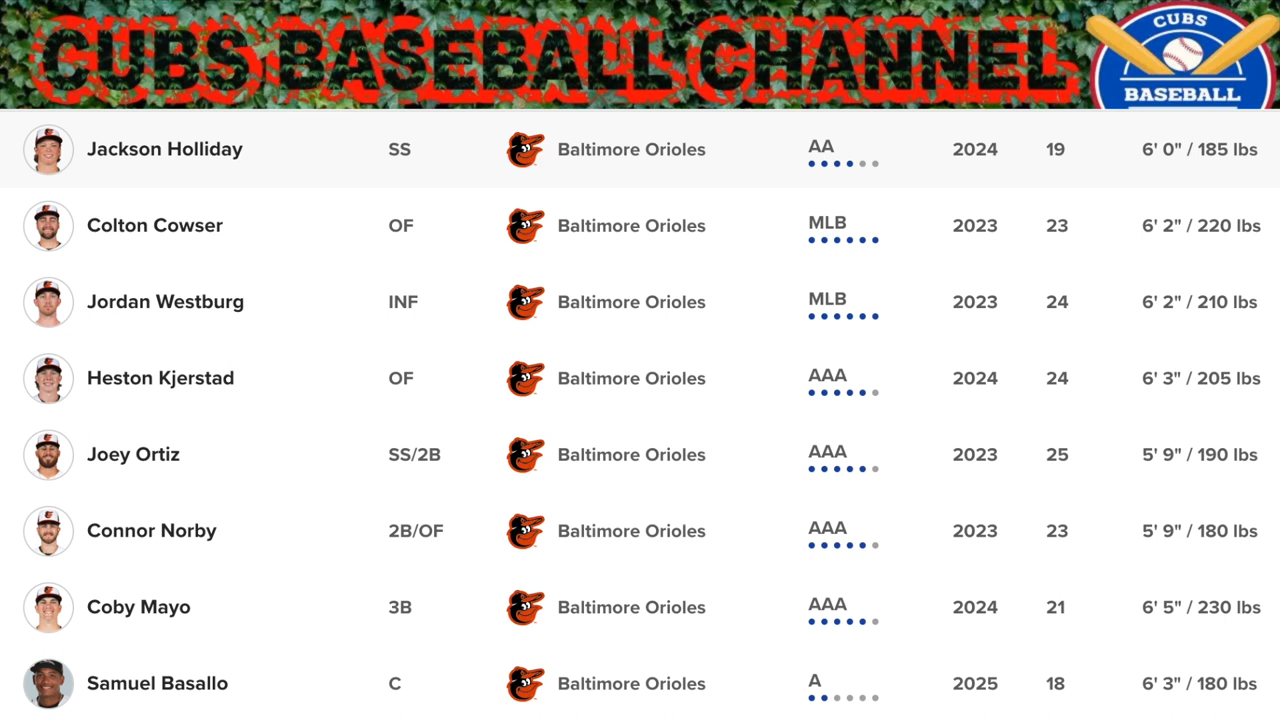 CUBS BASEBALL CHANNEL
CUBS
BASEBALL
Jackson Holliday SS Baltimore Orioles AA 2024 19 6' 0" / 185 lbs
Colton Cowser OF Baltimore Orioles MLB 2023 23 6' 2" / 220 lbs
Jordan Westburg INF Baltimore Orioles MLB 2023 24 6' 2" / 210 lbs
Heston Kjerstad OF Baltimore Orioles AAA 2024 24 6' 3" / 205 lbs
Joey Ortiz SS/2B Baltimore Orioles AAA 2023 25 5' 9" / 190 lbs
Connor Norby 2B/OF Baltimore Orioles AAA 2023 23 5' 9" / 180 lbs
Coby Mayo 3B Baltimore Orioles AAA 2024 21 6' 5" / 230 lbs
Samuel Basallo C Baltimore Orioles A 2025 18 6' 3" / 180 lbs